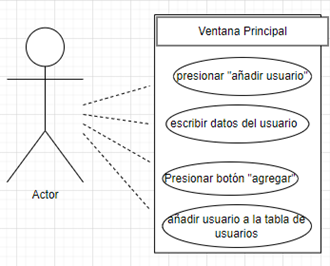 Ventana Principal
presionar "añadir usuario"
escribir datos del usuario
Presionar botón "agregar"
añadir usuario a la tabla de
usuarios
Actor